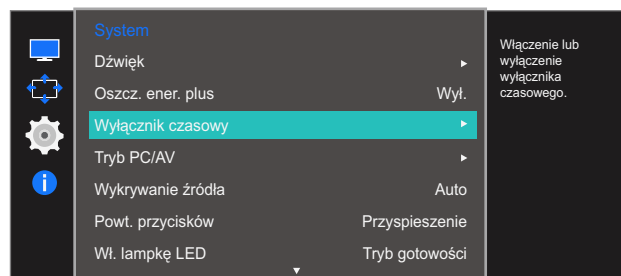 System
Dźwięk
Oszcz. ener. plus Wył.
Wyłącznik czasowy
Tryb PC/AV
Wykrywanie źródła Auto
Powt. przycisków Przyspieszenie
Wł. lampkę LED Tryb gotowości
Włączenie lub
wyłączenie
wyłącznika
czasowego.